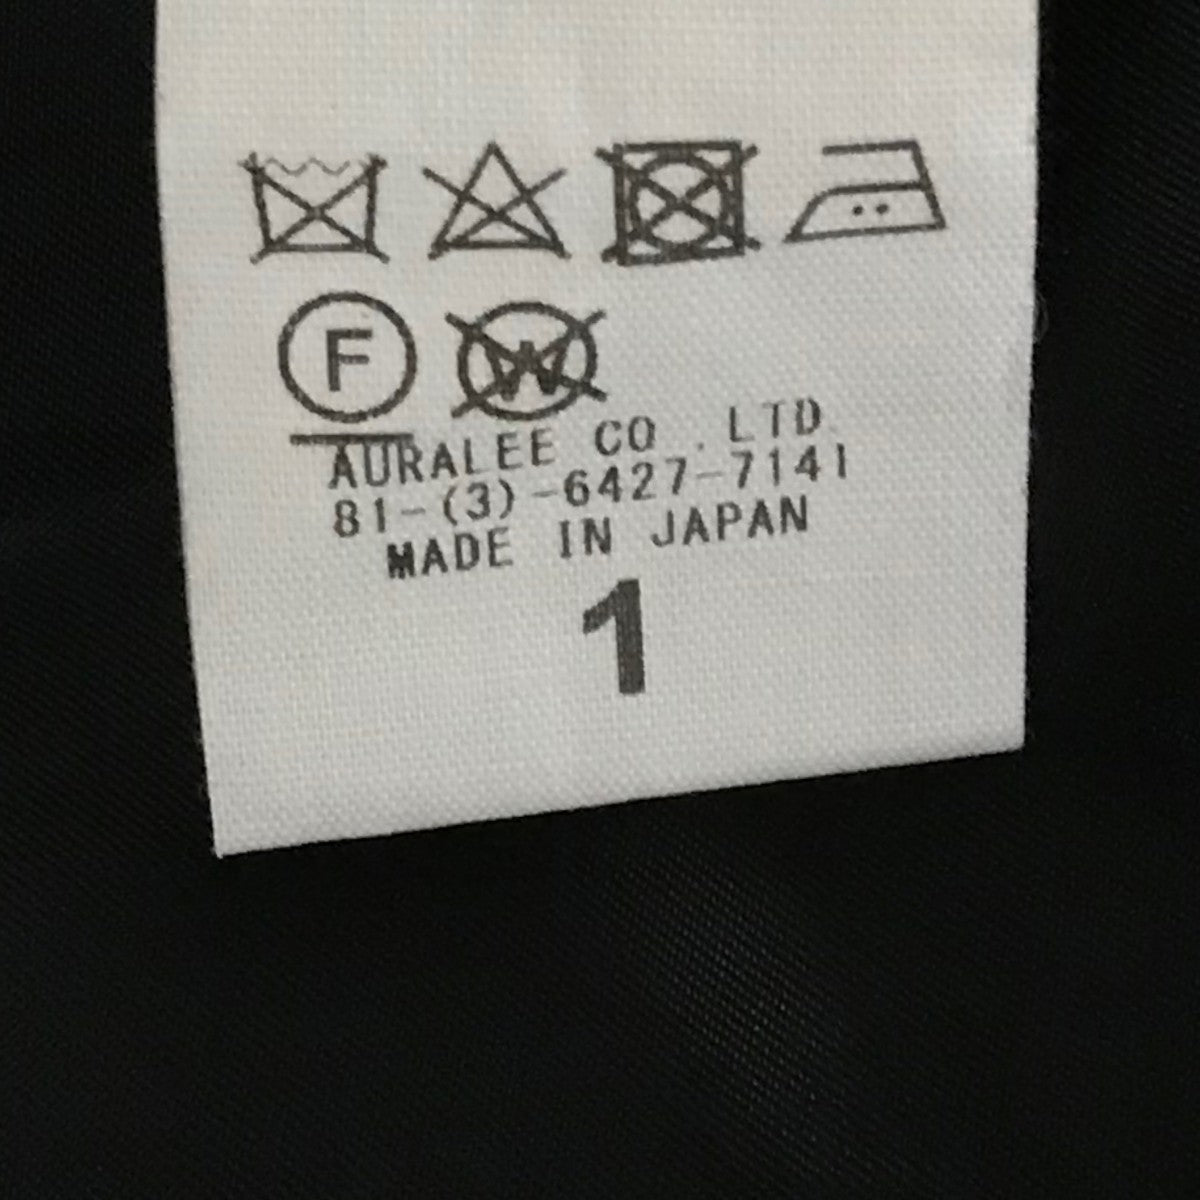 F W
AURALEE CO.LTD.
81-(3)-6427-7141
MADE IN JAPAN
1